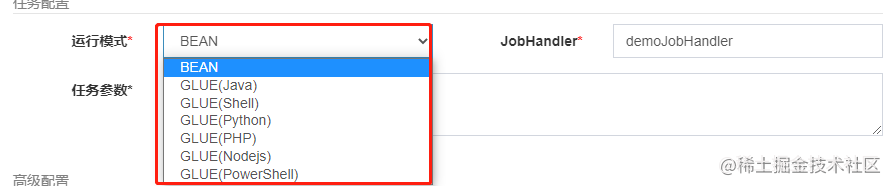 任务配置
运行模式* BEAN JobHandler* demoJobHandler
BEAN
任务参数* GLUE(Java)
GLUE(Shell)
GLUE(Python)
GLUE(PHP)
GLUE(Nodejs)
GLUE(PowerShell)
高级配置
@稀土掘金技术社区